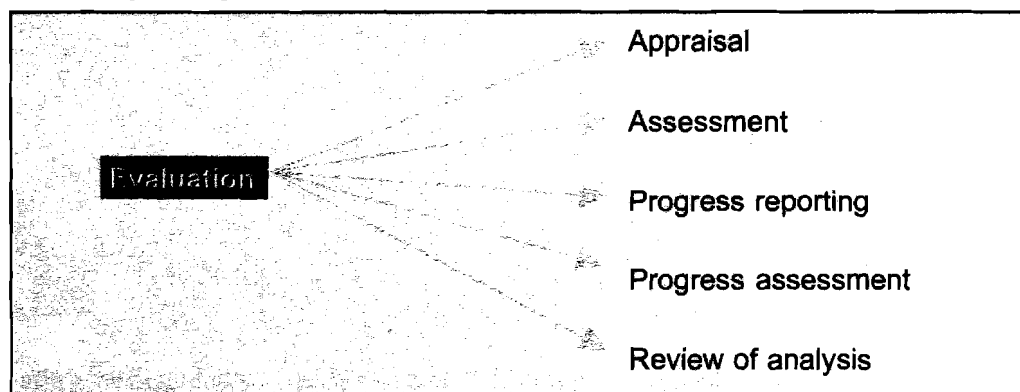 Appraisal
Assessment
Evaluation
Progress reporting
Progress assessment
Review of analysis